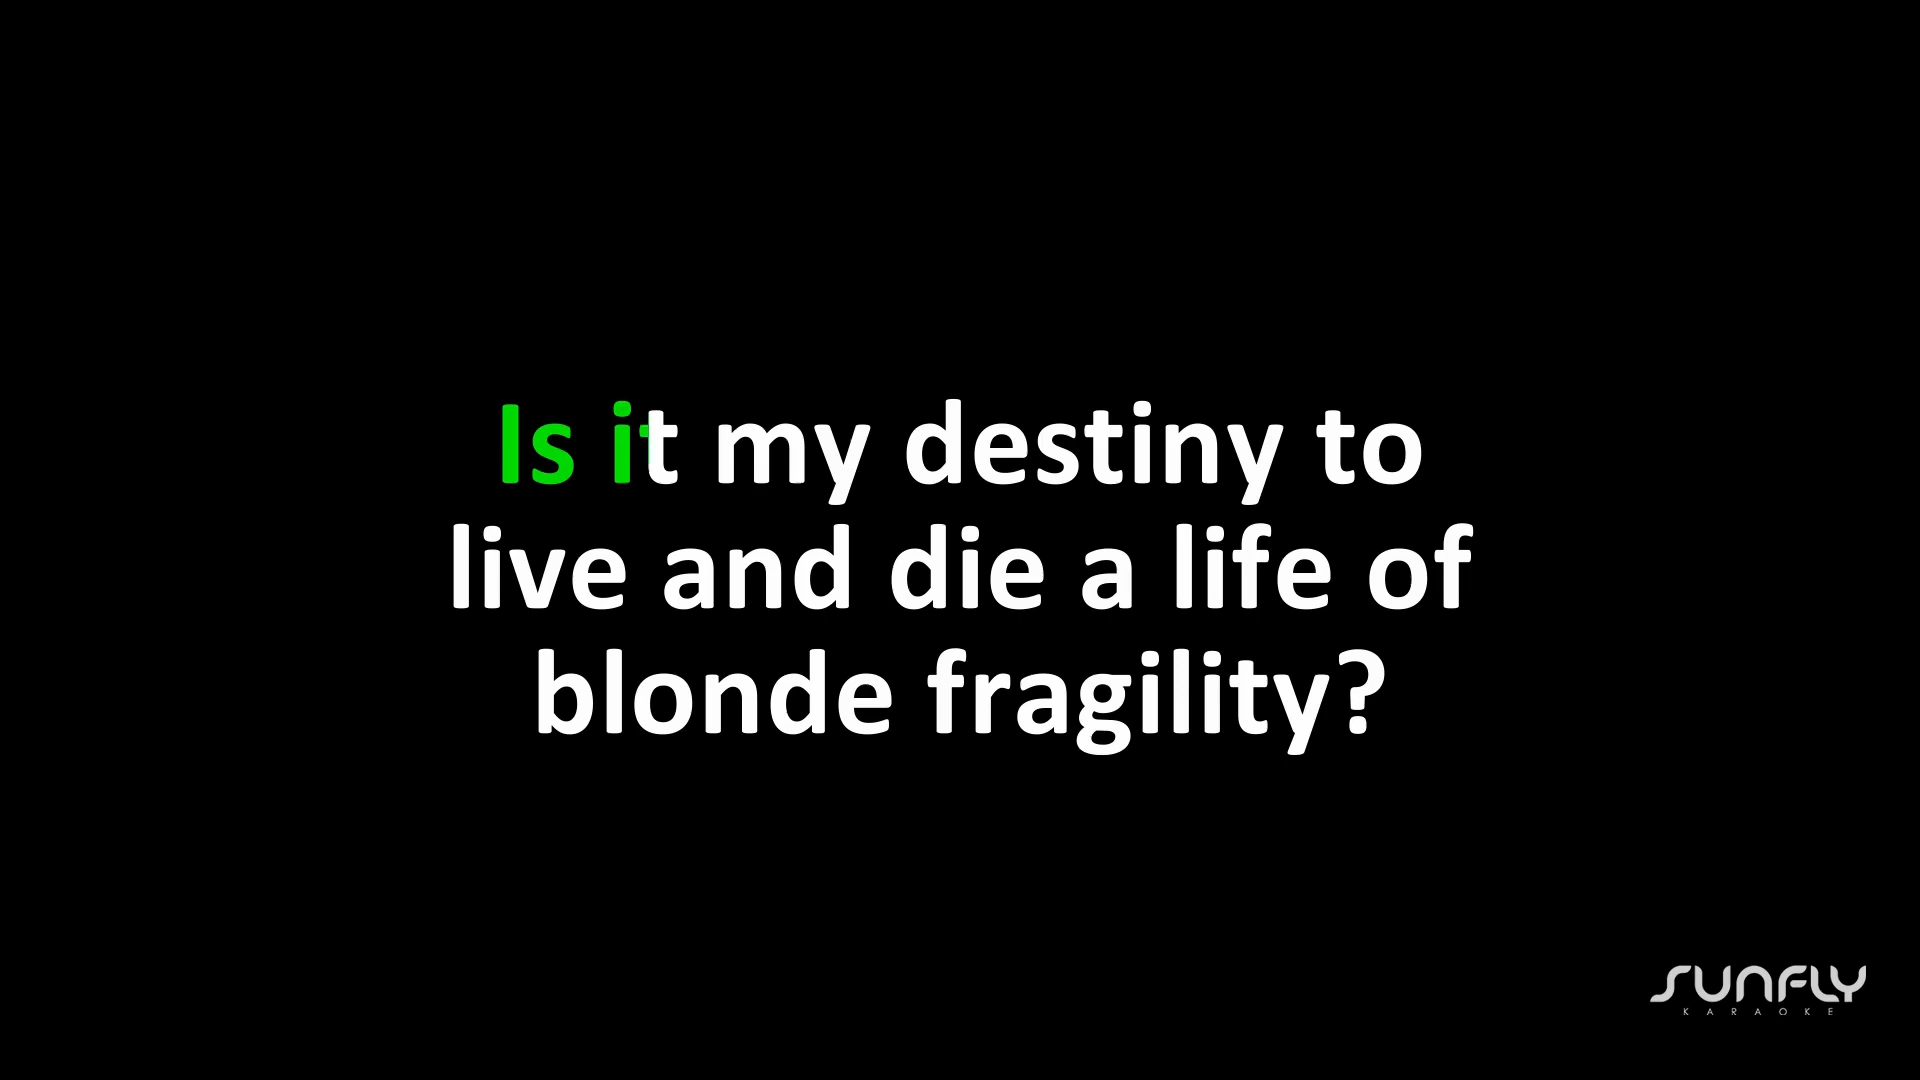 Is it my destiny to
live and die a life of
blonde fragility?
SUNFLY
KARAOKE